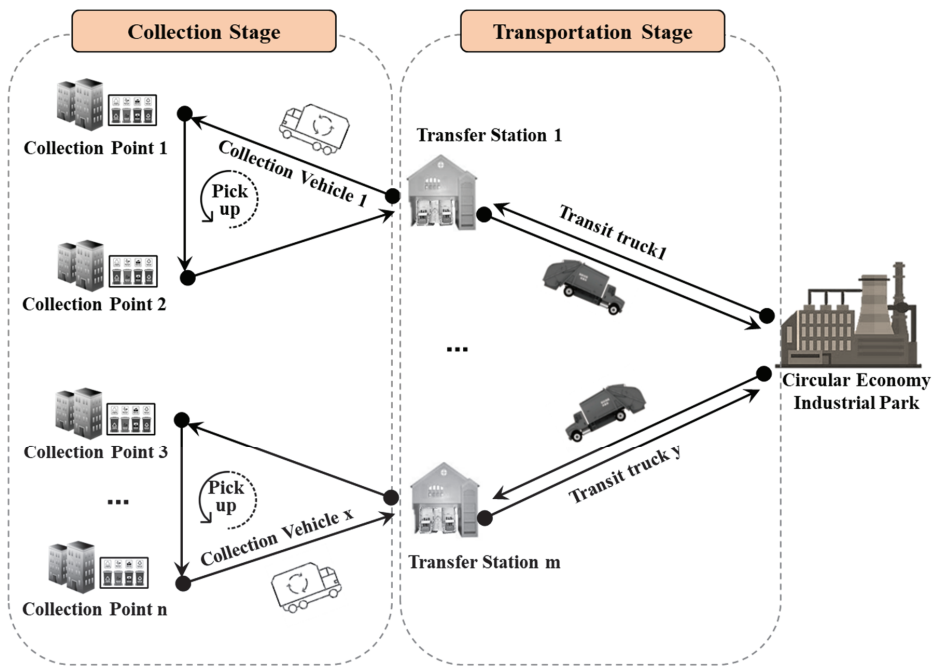 Collection Stage
Transportation Stage
Collection Point 1
Collection Vehicle 1
Pick
up
Collection Point 2
Transfer Station 1
Transit truck1
...
Circular Economy
Industrial Park
Collection Point 3
...
Pick
up
Collection Vehicle x
Collection Point n
Transit truck y
Transfer Station m